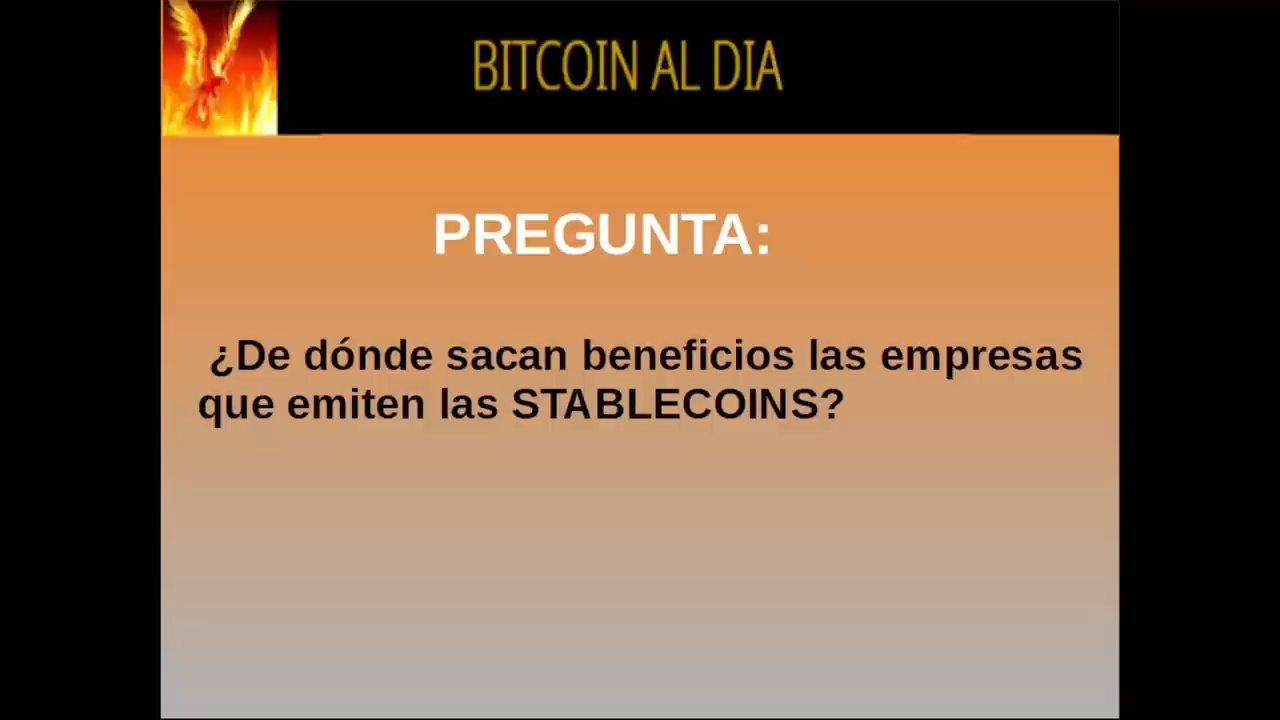 BITCOIN AL DIA
PREGUNTA:
¿De dónde sacan beneficios las empresas
que emiten las STABLECOINS?